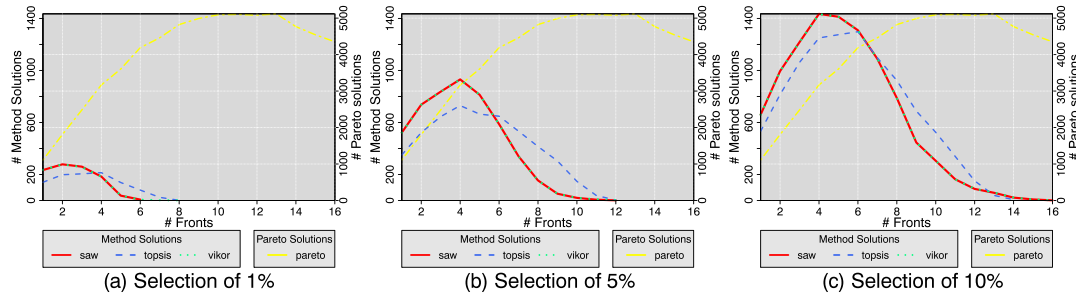 1400
1000
600
200
0
# Method Solutions
2 4 6 8 10 12 14 16
# Fronts
5000
4000
3000
2000
1000
0
# Pareto solutions
Method Solutions
saw topsis vikor
Pareto Solutions
pareto
(a) Selection of 1%
1400
1000
600
200
0
# Method Solutions
2 4 6 8 10 12 14 16
# Fronts
5000
4000
3000
2000
1000
0
# Pareto solutions
Method Solutions
saw topsis vikor
Pareto Solutions
pareto
(b) Selection of 5%
1400
1000
600
200
0
# Method Solutions
2 4 6 8 10 12 14 16
# Fronts
5000
4000
3000
2000
1000
0
# Pareto solutions
Method Solutions
saw topsis vikor
Pareto Solutions
pareto
(c) Selection of 10%